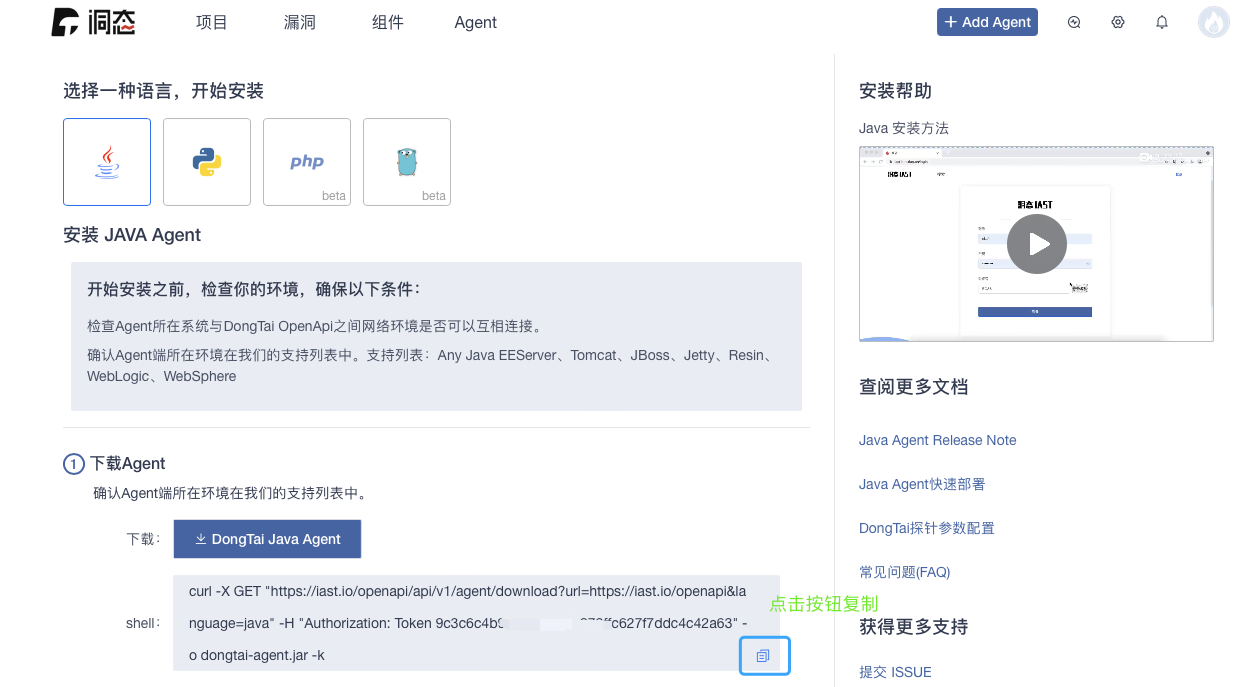 洞态
项目
漏洞
组件
Agent
+ Add Agent
选择一种语言，开始安装
php
beta
beta
安装 JAVA Agent
开始安装之前，检查你的环境，确保以下条件：
检查Agent所在系统与DongTai OpenApi之间网络环境是否可以互相连接。
确认Agent端所在环境在我们的支持列表中。支持列表：Any Java EEServer、Tomcat、JBoss、Jetty、Resin、
WebLogic、WebSphere
1 下载Agent
确认Agent端所在环境在我们的支持列表中。
下载：
DongTai Java Agent
shell：
curl -X GET "https://iast.io/openapi/api/v1/agent/download?url=https://iast.io/openapi&la
nguage=java" -H "Authorization: Token 9c3c6c4b ffc627f7ddc4c42a63" -
o dongtai-agent.jar -k
点击按钮复制
安装帮助
Java 安装方法
洞态 IAST
洞态 IAST
查阅更多文档
Java Agent Release Note
Java Agent快速部署
DongTai探针参数配置
常见问题(FAQ)
获得更多支持
提交 ISSUE